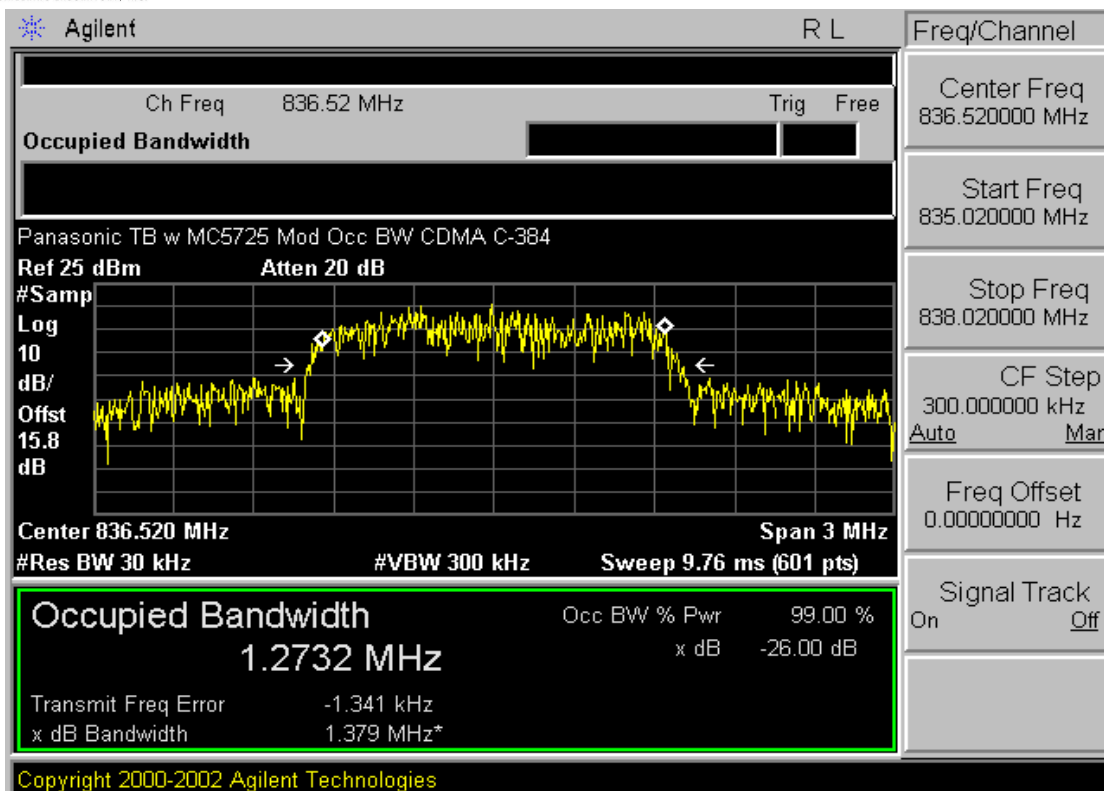 Agilent R L
Freq/Channel
Ch Freq 836.52 MHz Trig Free
Occupied Bandwidth
Panasonic TB w MC5725 Mod Occ BW CDMA C-384
Ref 25 dBm Atten 20 dB
#Samp
Log
10
dB/
Offst
15.8
dB
Center 836.520 MHz Span 3 MHz
#Res BW 30 kHz #VBW 300 kHz Sweep 9.76 ms (601 pts)
Occupied Bandwidth
1.2732 MHz
Occ BW % Pwr 99.00 %
x dB -26.00 dB
Transmit Freq Error -1.341 kHz
x dB Bandwidth 1.379 MHz*
Center Freq
836.520000 MHz
Start Freq
835.020000 MHz
Stop Freq
838.020000 MHz
CF Step
300.000000 kHz
Auto Man
Freq Offset
0.00000000 Hz
Signal Track
On Off
Copyright 2000-2002 Agilent Technologies